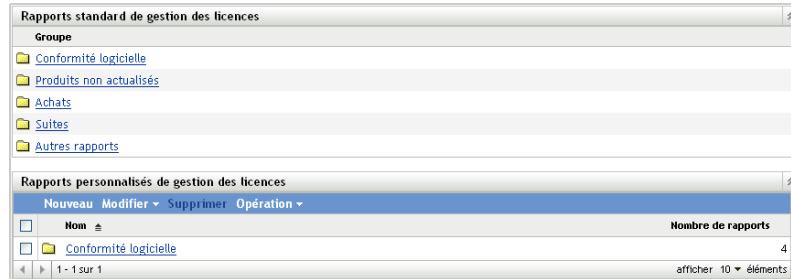 Rapports standard de gestion des licences
Groupe
Conformité logicielle
Produits non actualisés
Achats
Suites
Autres rapports
Rapports personnalisés de gestion des licences
Nouveau Modifier Supprimer Opération
Nom Nombre de rapports
Conformité logicielle 4
1 - 1 sur 1 afficher 10 éléments